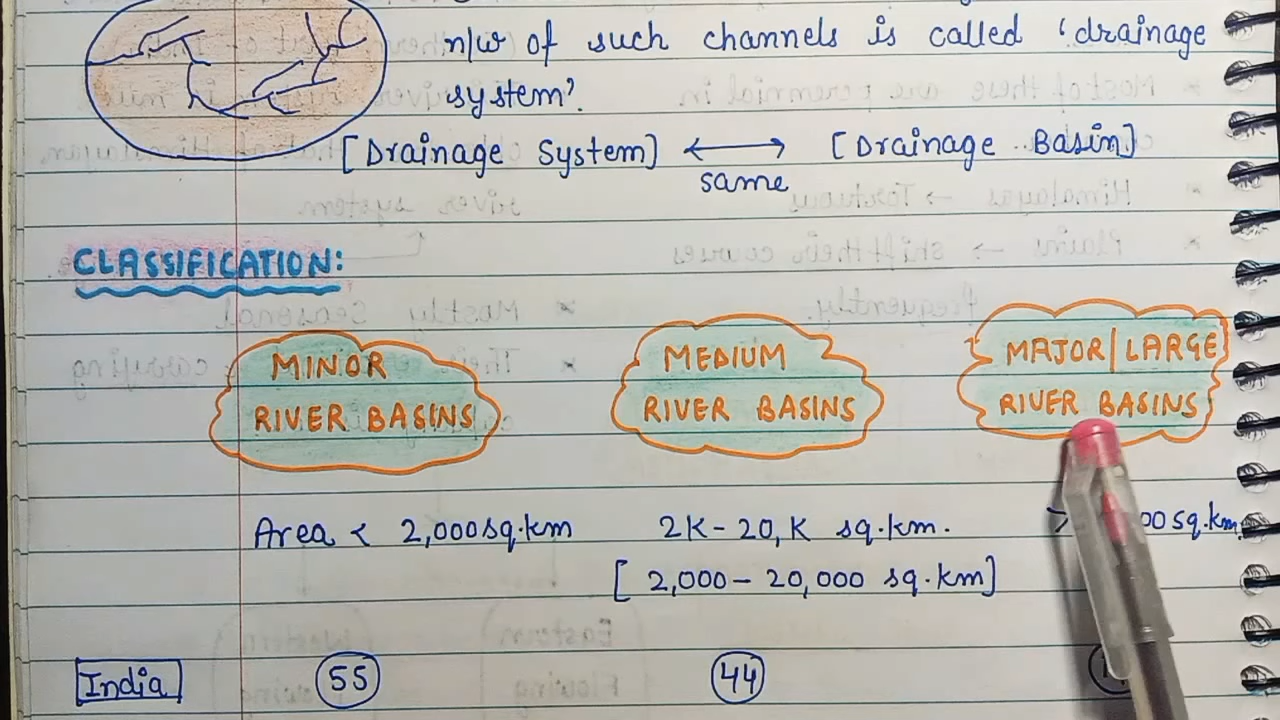 n/w of such channels is called 'drainage
system'.
[Drainage System] ⟷ [Drainage Basin]
same
CLASSIFICATION:
MINOR
RIVER BASINS
MEDIUM
RIVER BASINS
MAJOR/LARGE
RIVER BASINS
Area < 2,000sq.km
2K-20,K sq.km.
[2,000-20,000 sq.km]
sq.km
India
55
44